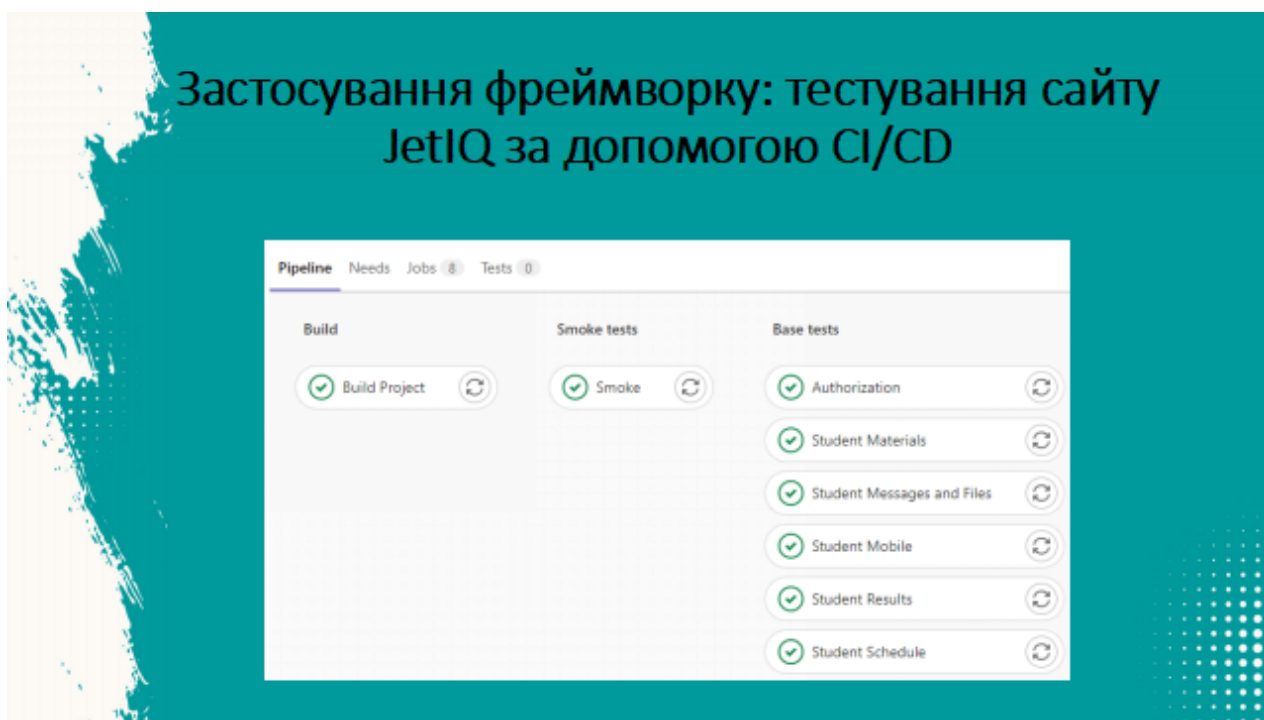 Застосування фреймворку: тестування сайту
JetIQ за допомогою CI/CD
Pipeline Needs Jobs 8 Tests 0
Build Smoke tests Base tests
Build Project Smoke Authorization
Student Materials
Student Messages and Files
Student Mobile
Student Results
Student Schedule